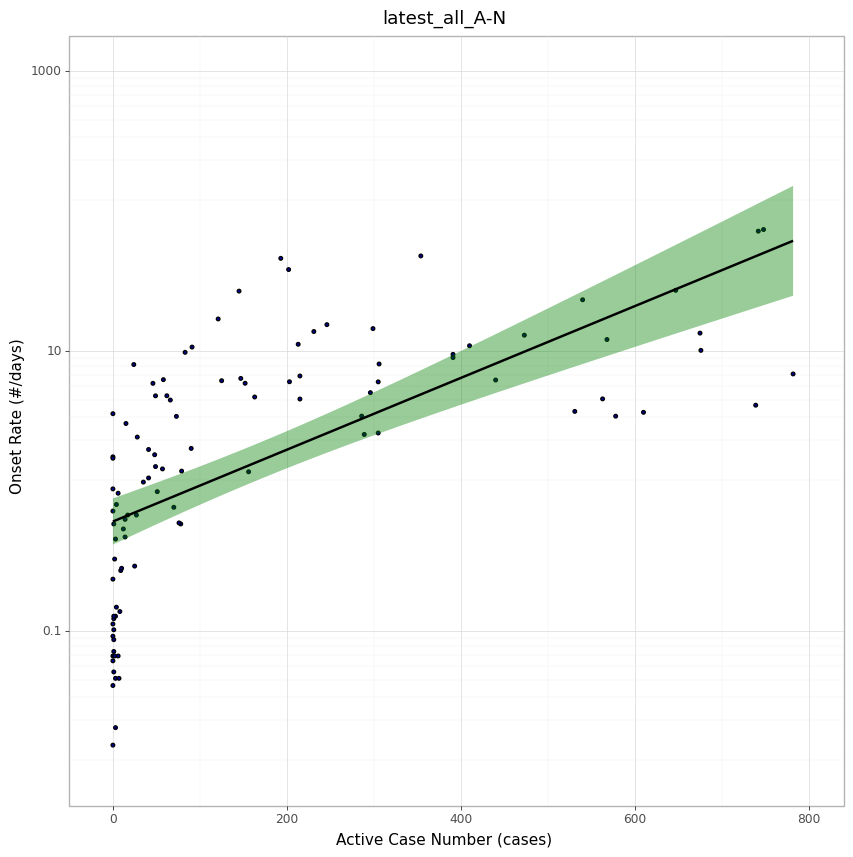 latest_all_A-N
1000
10
0.1
Onset Rate (#/days)
0
200
400
600
800
Active Case Number (cases)